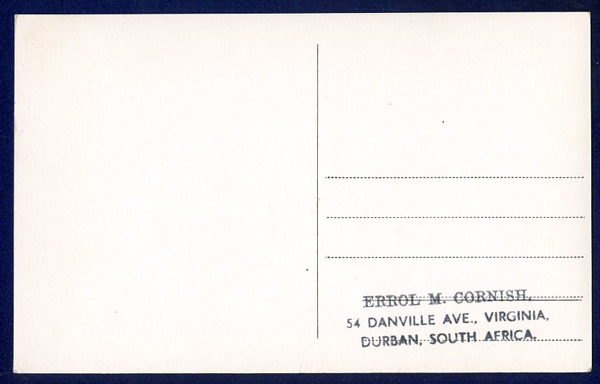 ERROL M. CORNISH,
54 DANVILLE AVE., VIRGINIA,
DURBAN, SOUTH AFRICA.